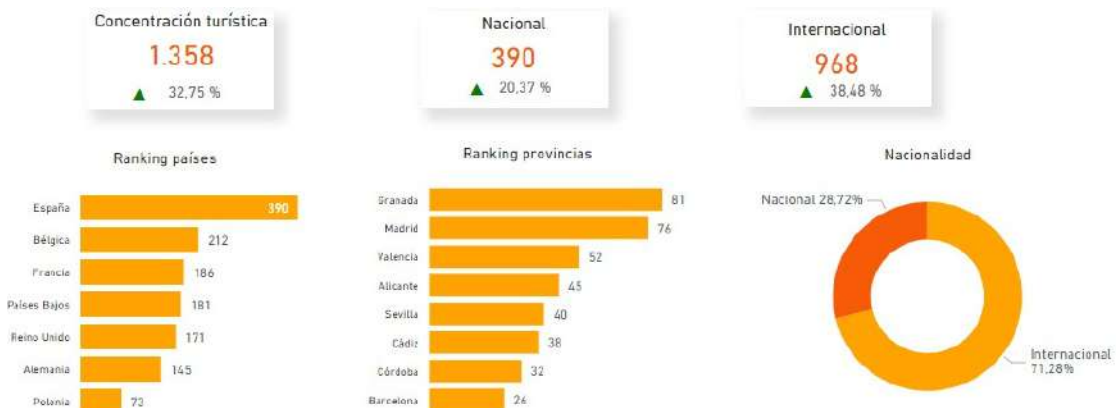 Concentración turística
1.358
▲ 32,75 %
Nacional
390
▲ 20,37 %
Internacional
968
▲ 38,48 %
Ranking países
España 390
Bélgica 212
Francia 186
Países Bajos 181
Reino Unido 171
Alemania 145
Polonia 73
Ranking provincias
Granada 81
Madrid 76
Valencia 52
Alicante 45
Sevilla 40
Cádiz 38
Córdoba 32
Barcelona 26
Nacionalidad
Nacional 28,72%
Internacional
71,28%